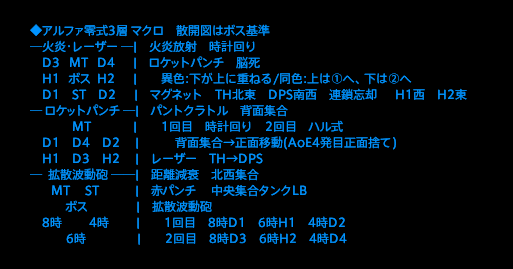 ◆アルファ零式3層 マクロ　散開図はボス基準
─火炎・レーザー ─|　火炎放射　時計回り
D3　MT　D4　|　ロケットパンチ　脳死
H1　ボス　H2　|　　異色:下が上に重ねる/同色:上は①へ、下は②へ
D1　ST　D2　|　マグネット　TH北東　DPS南西　連鎖忘却　 H1西　H2東
─ ロケットパンチ ─|　パントクラトル　背面集合
MT　|　　1回目　時計回り　2回目　ハル式
D1　D4　D2　|　　　背面集合→正面移動(AoE4発目正面捨て)
H1　D3　H2　|　レーザー　TH→DPS
─　拡散波動砲 ──|　距離減衰　北西集合
MT　ST　|　赤パンチ　中央集合タンクLB
ボス　|　拡散波動砲
8時　　4時　|　　1回目　8時D1　6時H1　4時D2
6時　|　　2回目　8時D3　6時H2　4時D4